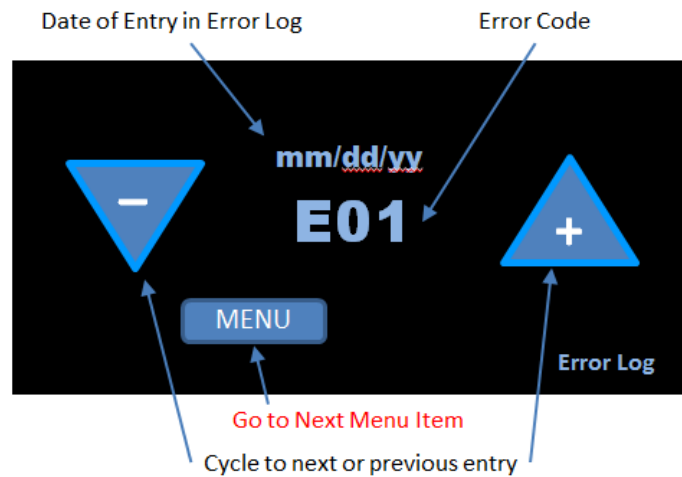 Date of Entry in Error Log
Error Code
mm/dd/yy
−
E01
+
MENU
Error Log
Go to Next Menu Item
Cycle to next or previous entry